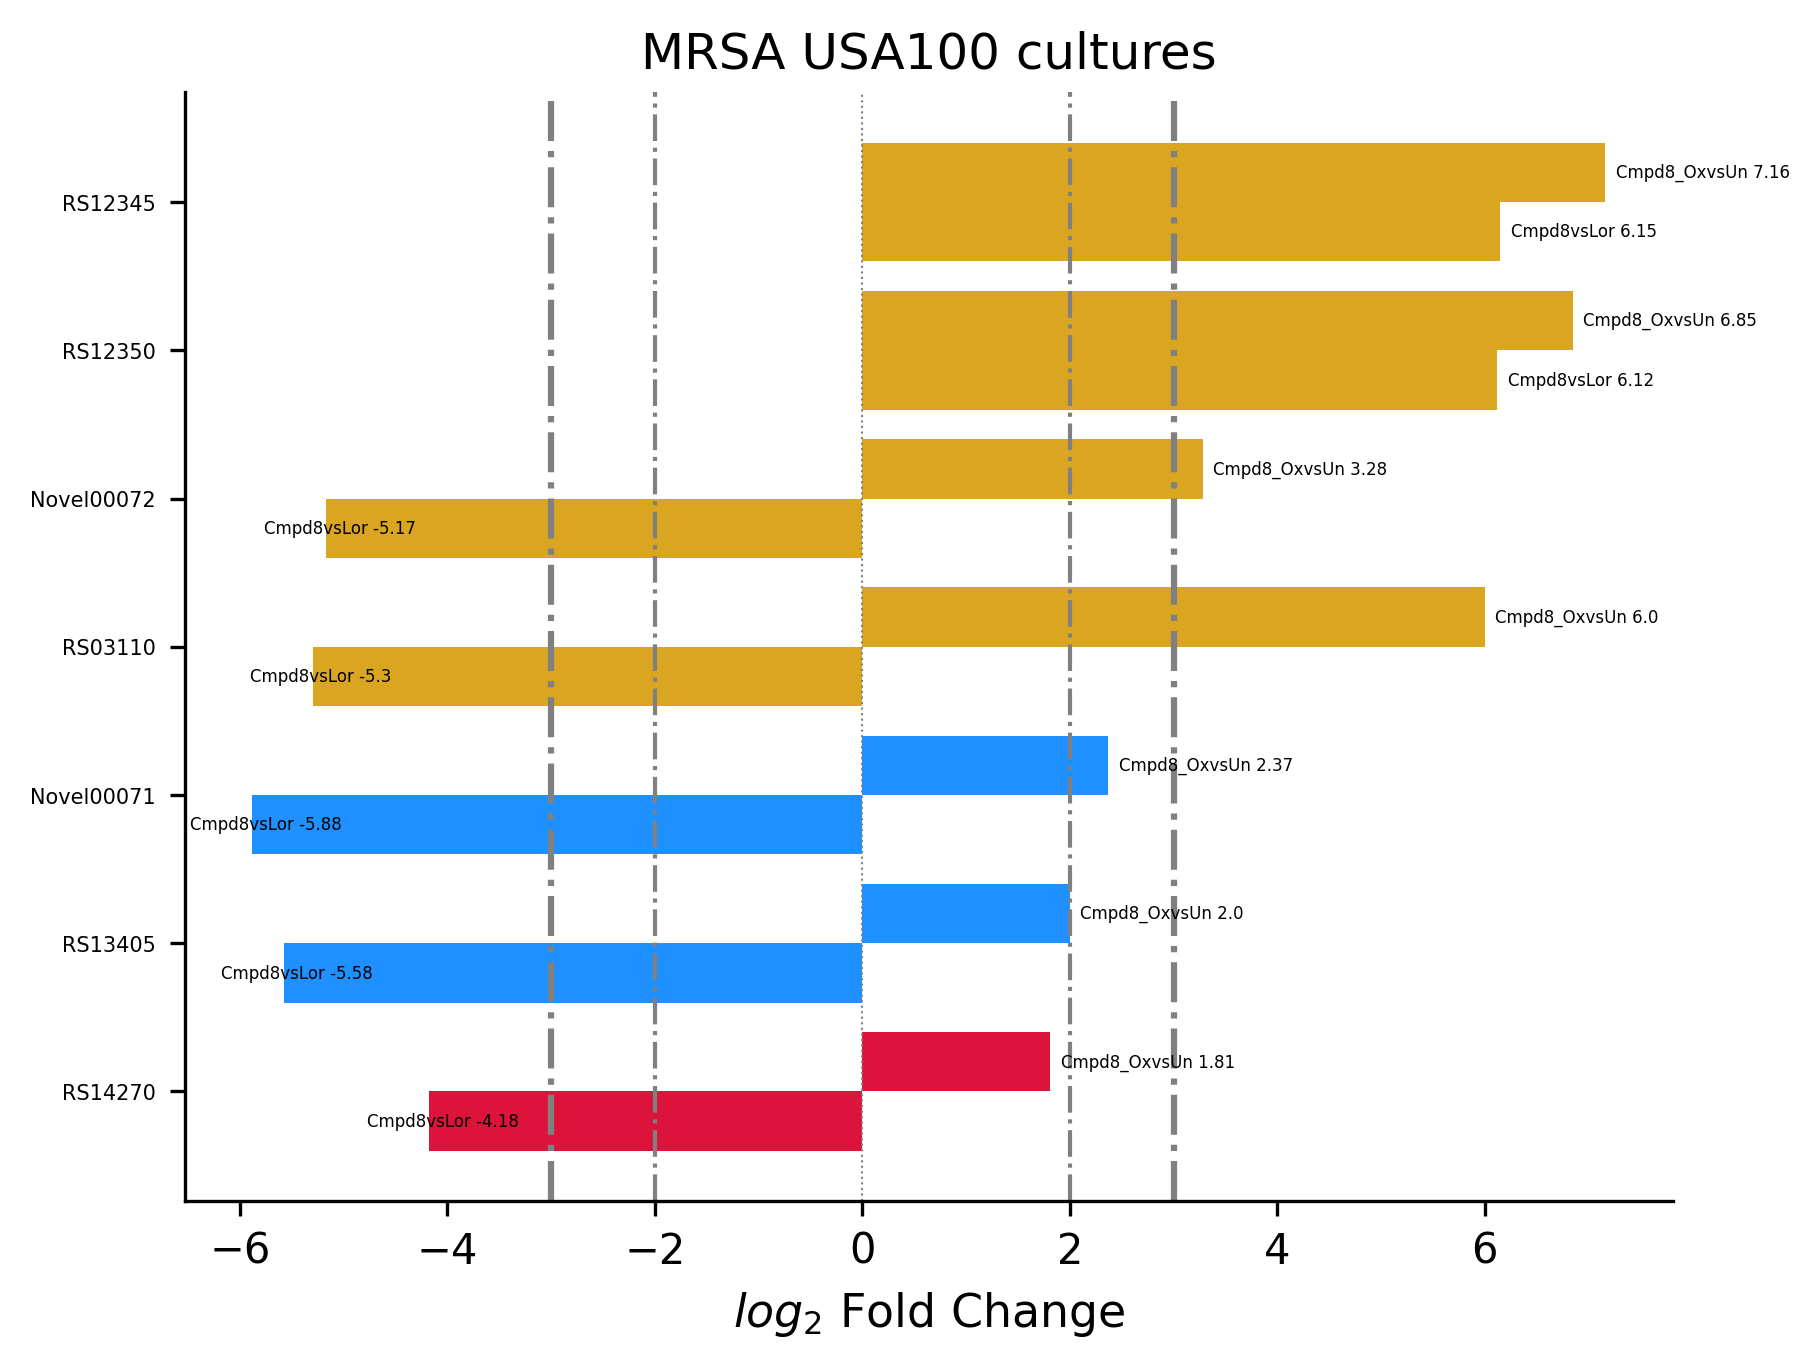 MRSA USA100 cultures
RS12345
Cmpd8_OxvsUn 7.16
Cmpd8vsLor 6.15
RS12350
Cmpd8_OxvsUn 6.85
Cmpd8vsLor 6.12
Novel00072
Cmpd8_OxvsUn 3.28
Cmpd8vsLor -5.17
RS03110
Cmpd8_OxvsUn 6.0
Cmpd8vsLor -5.3
Novel00071
Cmpd8_OxvsUn 2.37
Cmpd8vsLor -5.88
RS13405
Cmpd8_OxvsUn 2.0
Cmpd8vsLor -5.58
RS14270
Cmpd8_OxvsUn 1.81
Cmpd8vsLor -4.18
−6 −4 −2 0 2 4 6
log₂ Fold Change